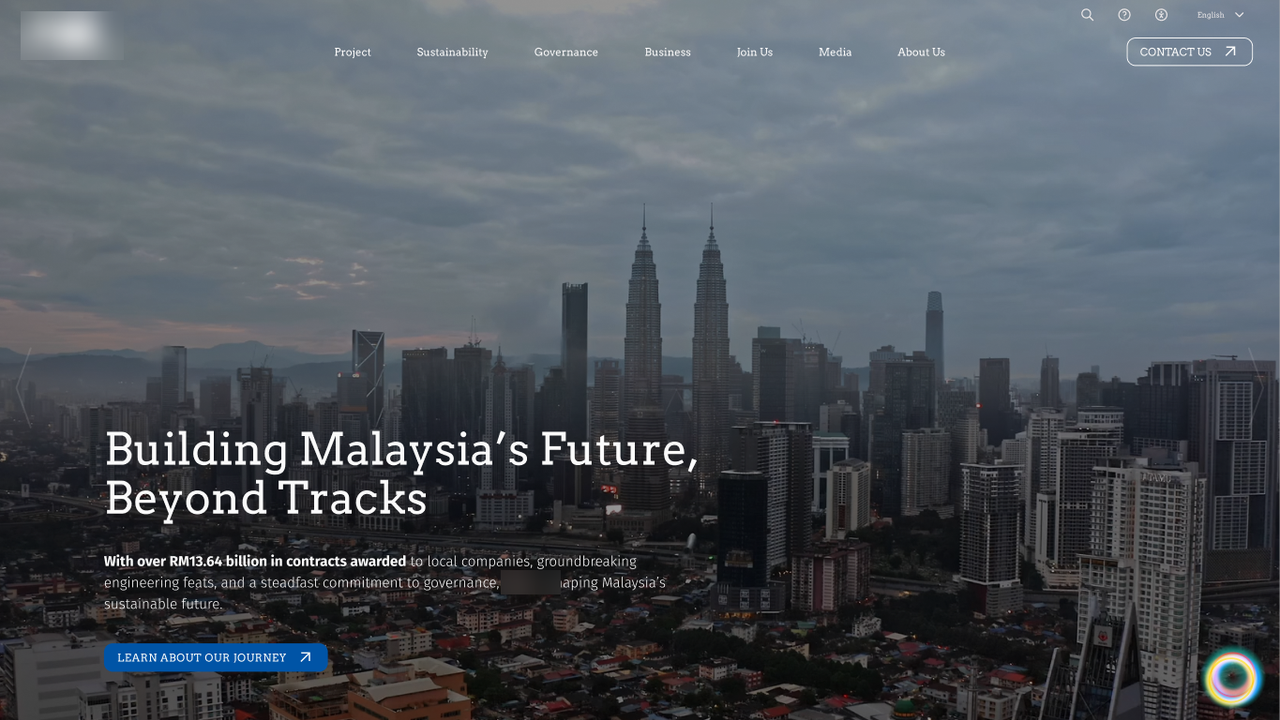 English
Project
Sustainability
Governance
Business
Join Us
Media
About Us
CONTACT US
Building Malaysia’s Future,
Beyond Tracks
With over RM13.64 billion in contracts awarded to local companies, groundbreaking
engineering feats, and a steadfast commitment to governance, Malaysia’s
sustainable future.
LEARN ABOUT OUR JOURNEY